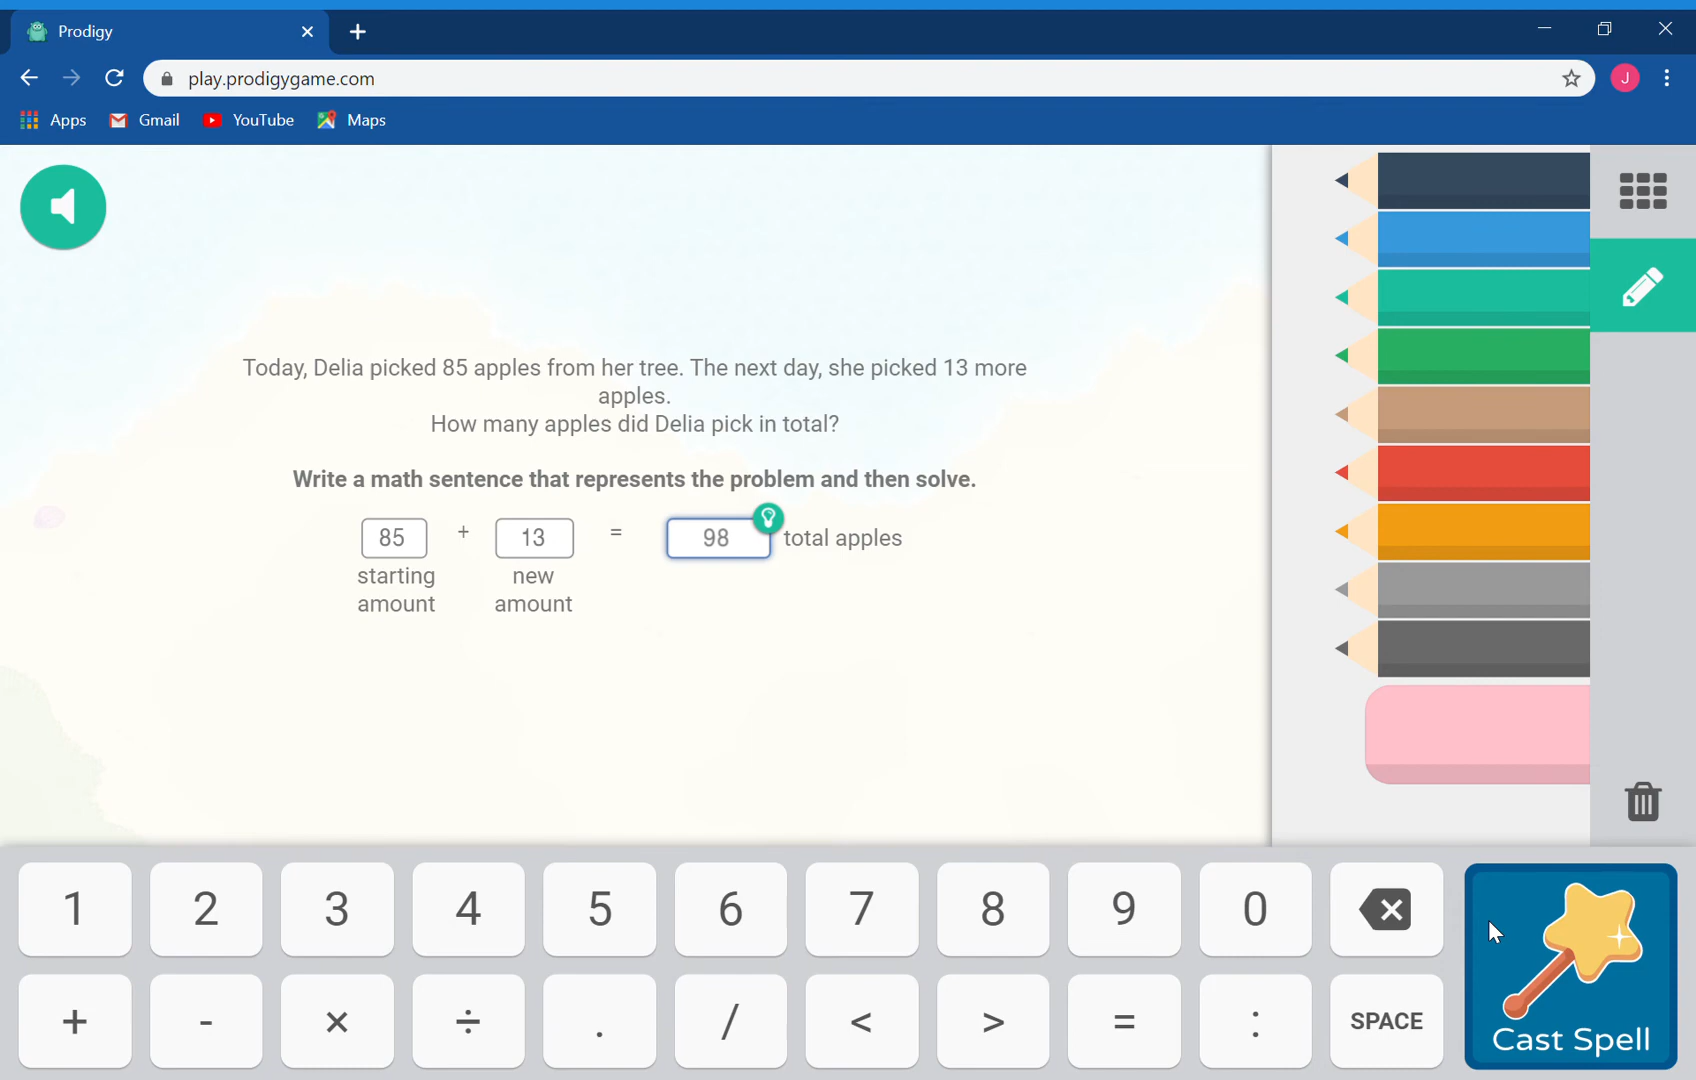 Prodigy
play.prodigygame.com
J
Apps Gmail YouTube Maps
Today, Delia picked 85 apples from her tree. The next day, she picked 13 more
apples.
How many apples did Delia pick in total?
Write a math sentence that represents the problem and then solve.
85 + 13 = 98 total apples
starting new
amount amount
1 2 3 4 5 6 7 8 9 0
+ - × ÷ . / < > = : SPACE
Cast Spell